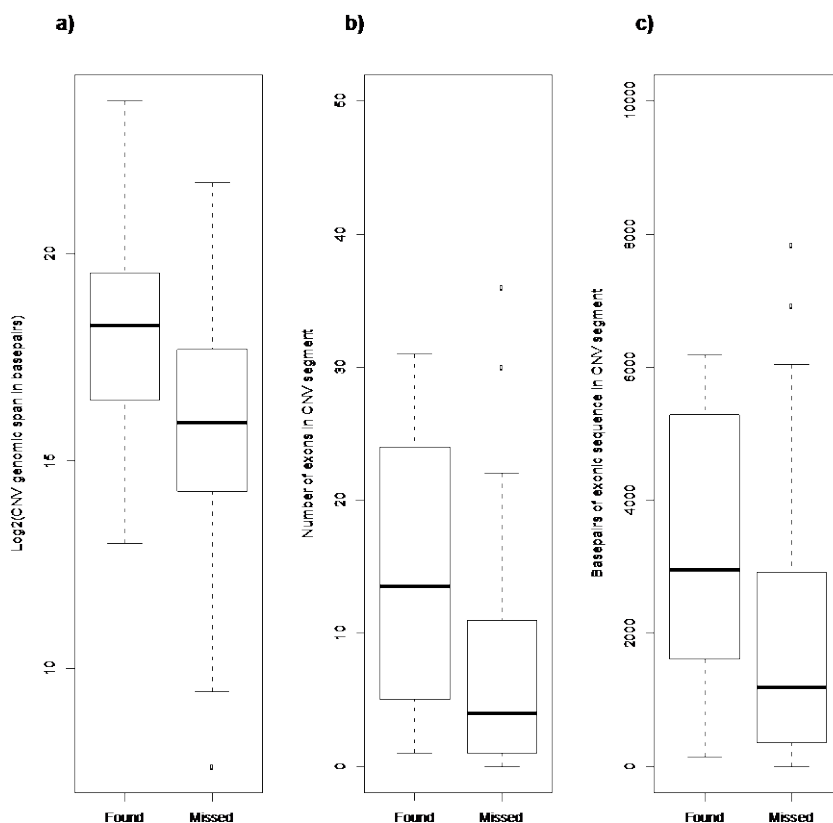 a)
b)
c)
Log2(CNV genomic span in basepairs)
20
15
10
Found
Missed
Number of exons in CNV segment
50
40
30
20
10
0
Found
Missed
Basepairs of exonic sequence in CNV segment
10000
8000
6000
4000
2000
0
Found
Missed